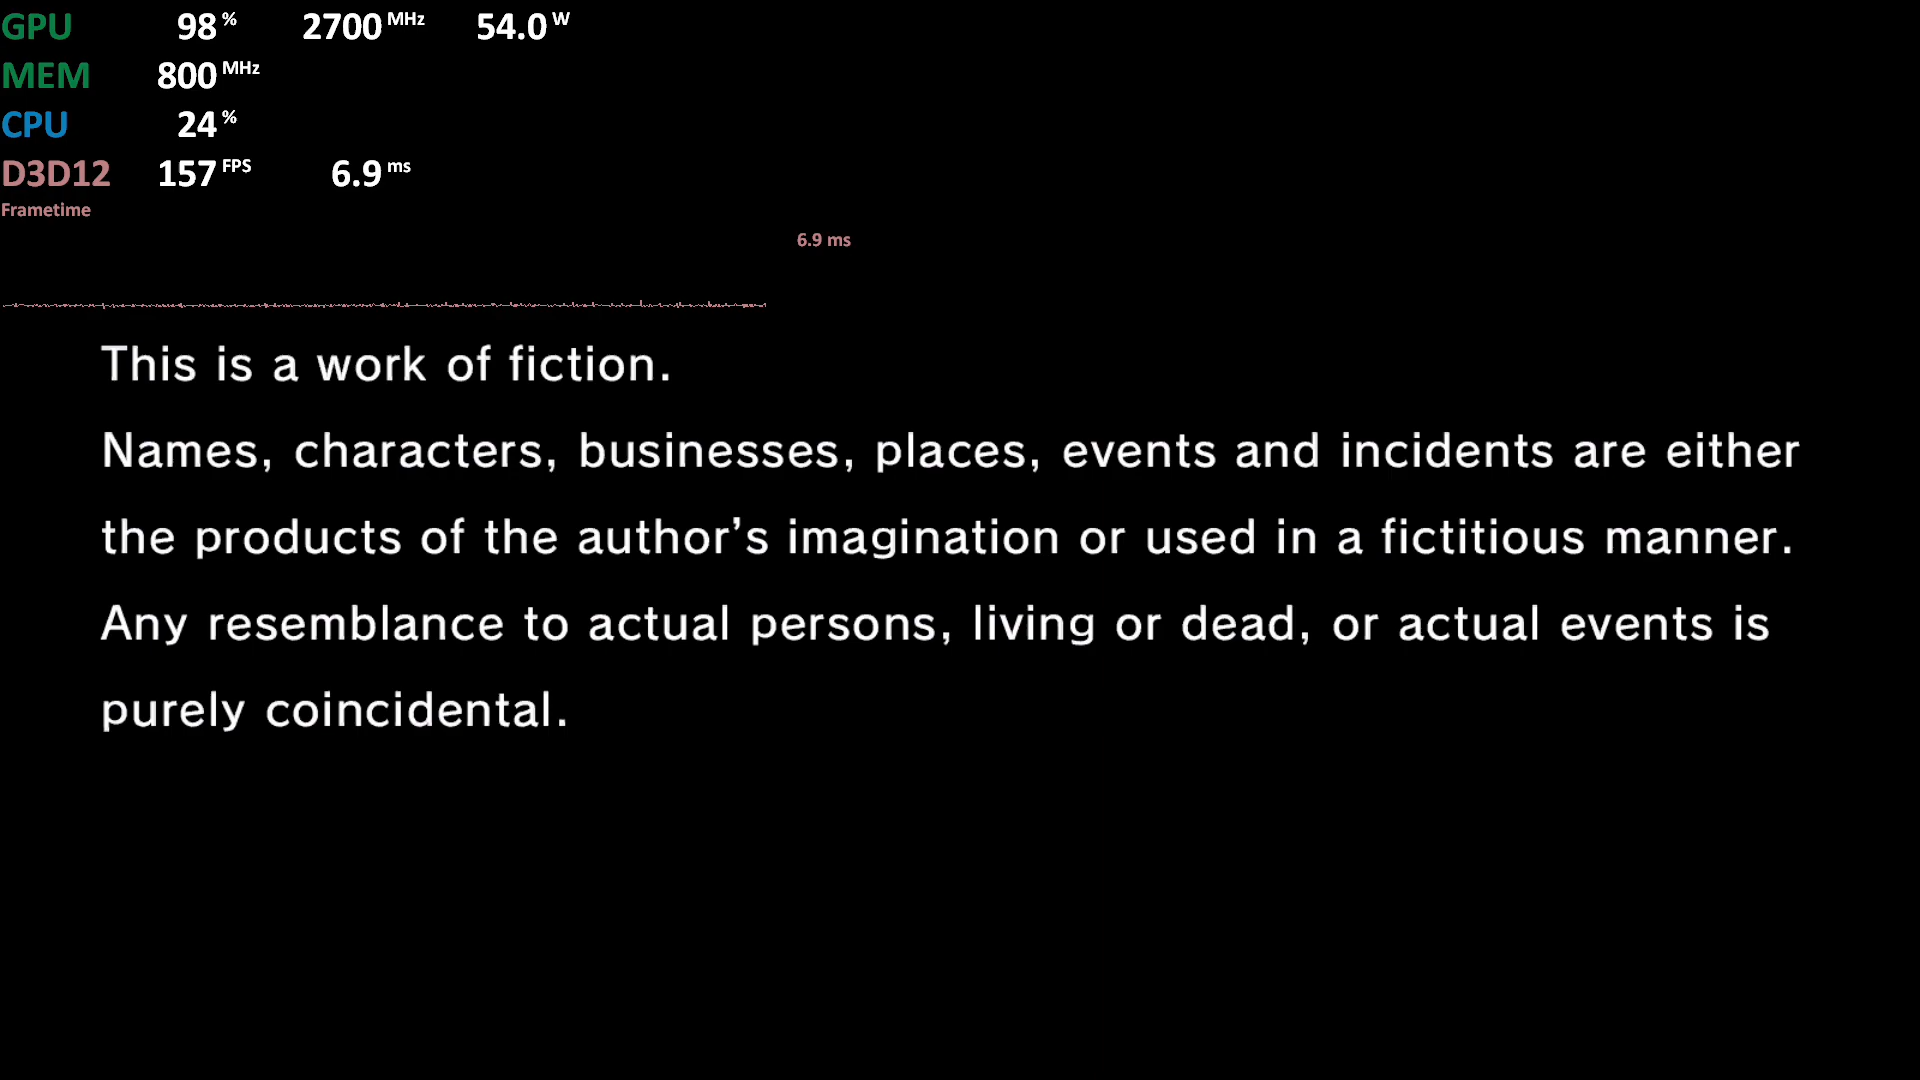 GPU 98 % 2700 MHz 54.0 W
MEM 800 MHz
CPU 24 %
D3D12 157 FPS 6.9 ms
Frametime
6.9 ms
This is a work of fiction.
Names, characters, businesses, places, events and incidents are either
the products of the author’s imagination or used in a fictitious manner.
Any resemblance to actual persons, living or dead, or actual events is
purely coincidental.